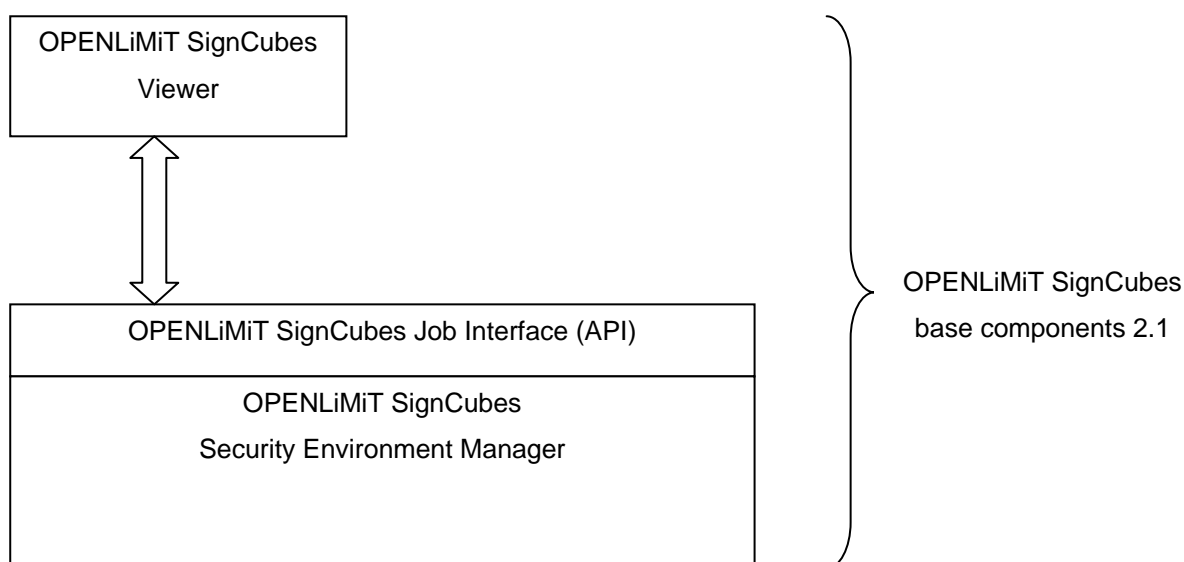 OPENLiMiT SignCubes
Viewer
OPENLiMiT SignCubes Job Interface (API)
OPENLiMiT SignCubes
Security Environment Manager
OPENLiMiT SignCubes
base components 2.1